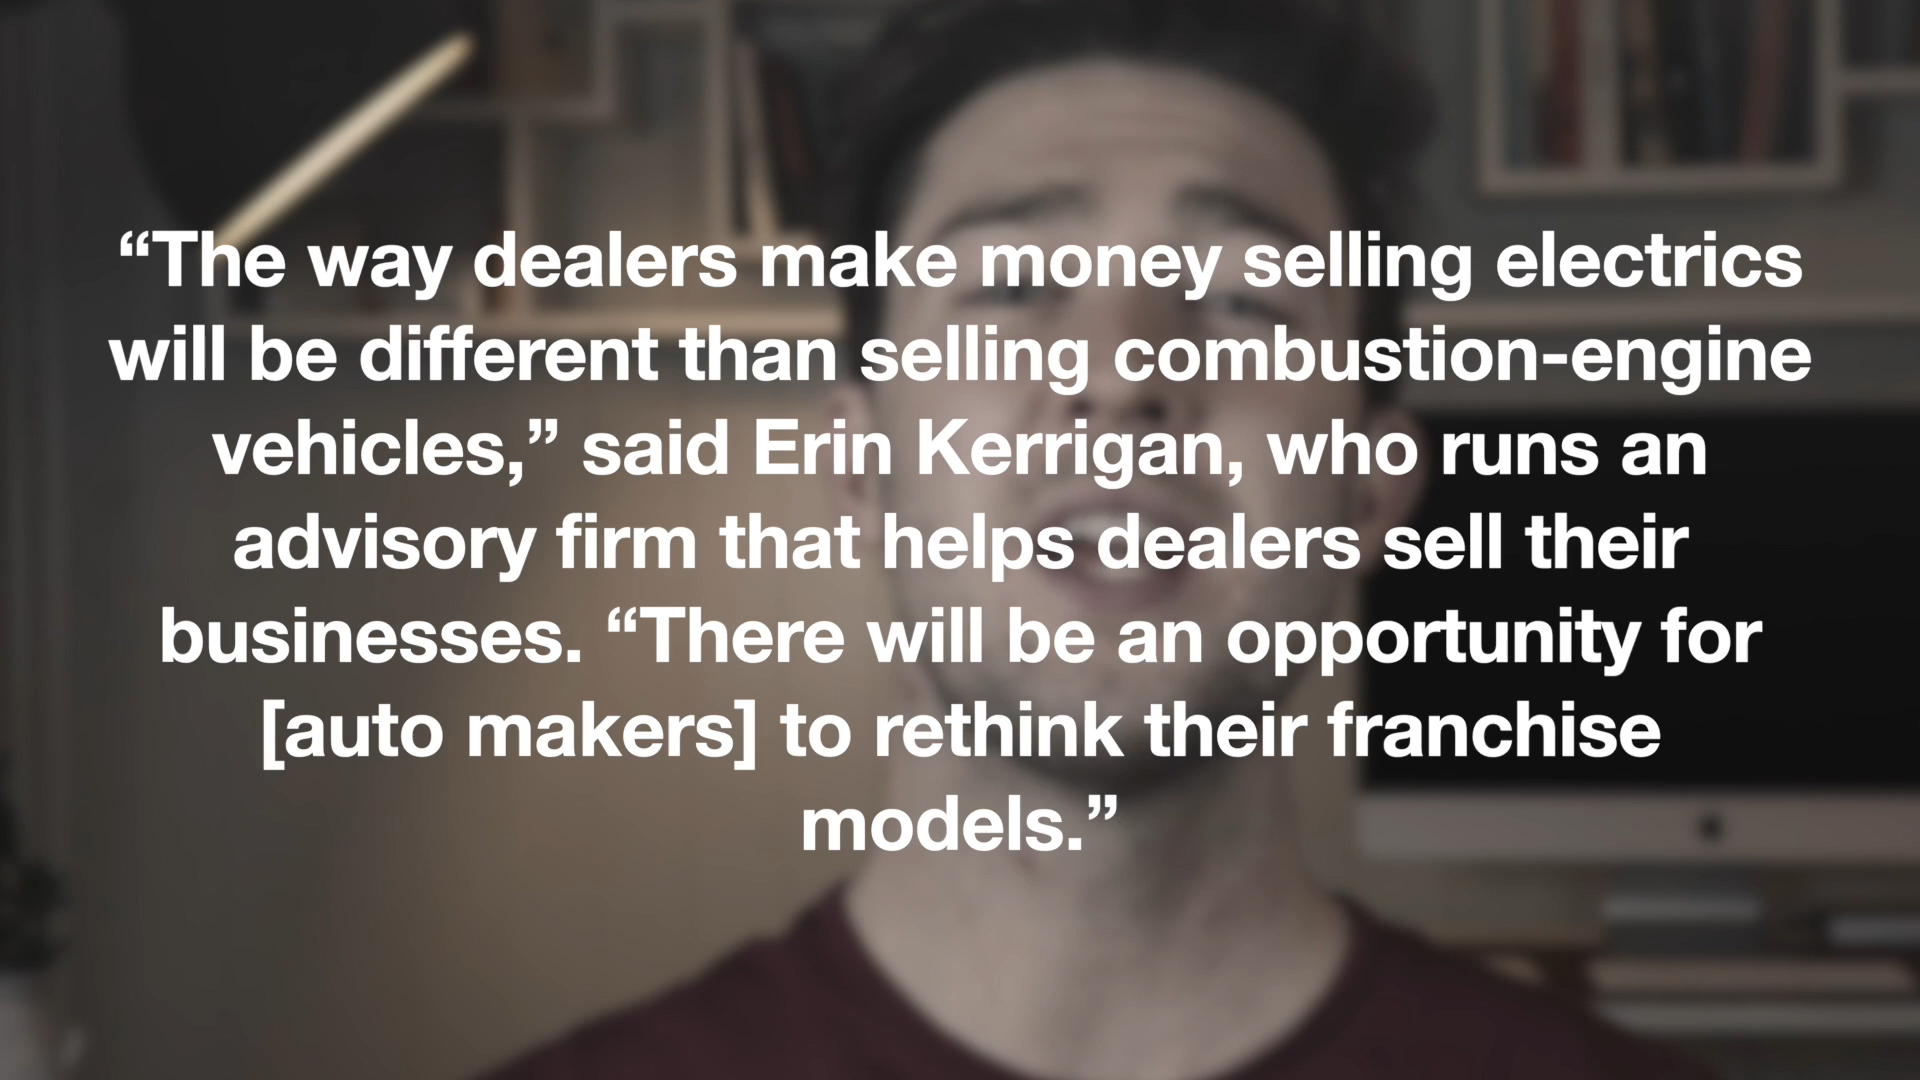 “The way dealers make money selling electrics
will be different than selling combustion-engine
vehicles,” said Erin Kerrigan, who runs an
advisory firm that helps dealers sell their
businesses. “There will be an opportunity for
[auto makers] to rethink their franchise
models.”